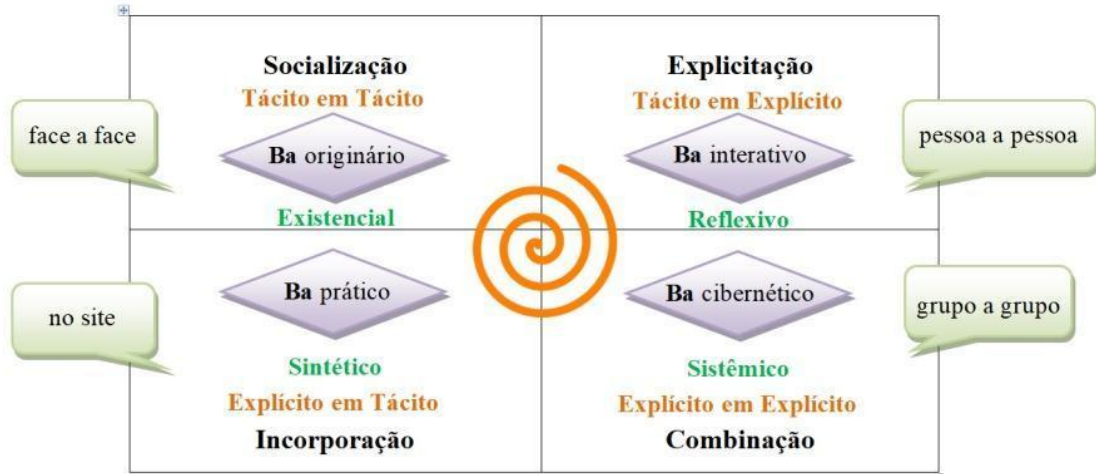 Socialização
Tácito em Tácito
face a face
Ba originário
Existencial
Explicitação
Tácito em Explícito
pessoa a pessoa
Ba interativo
Reflexivo
Ba prático
no site
Sintético
Explícito em Tácito
Incorporação
Ba cibernético
grupo a grupo
Sistêmico
Explícito em Explícito
Combinação